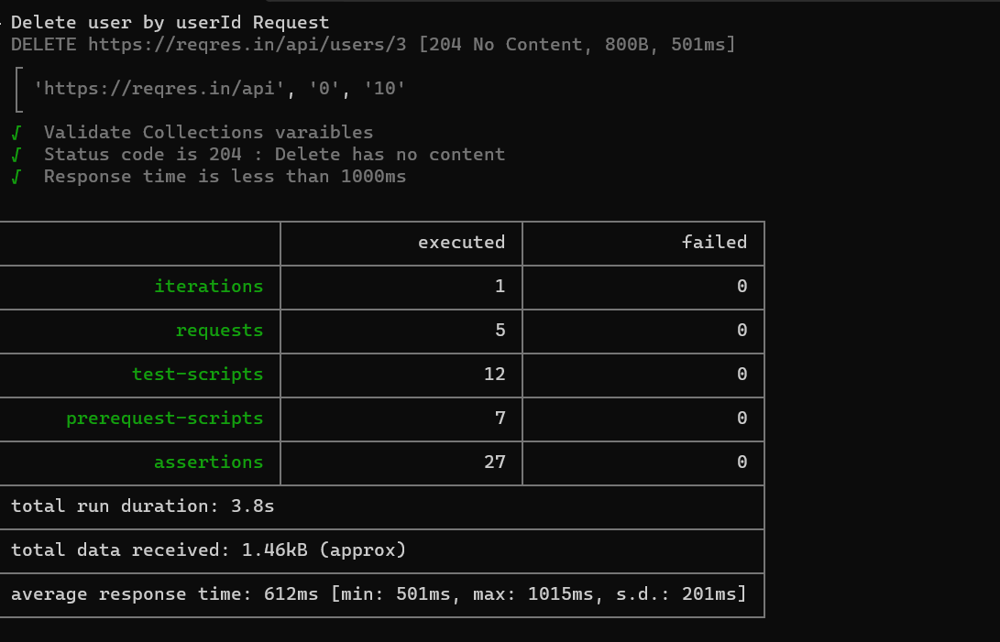 Delete user by userId Request
DELETE https://reqres.in/api/users/3 [204 No Content, 800B, 501ms]
'https://reqres.in/api', '0', '10'
√ Validate Collections varaibles
√ Status code is 204 : Delete has no content
√ Response time is less than 1000ms
executed failed
iterations 1 0
requests 5 0
test-scripts 12 0
prerequest-scripts 7 0
assertions 27 0
total run duration: 3.8s
total data received: 1.46kB (approx)
average response time: 612ms [min: 501ms, max: 1015ms, s.d.: 201ms]